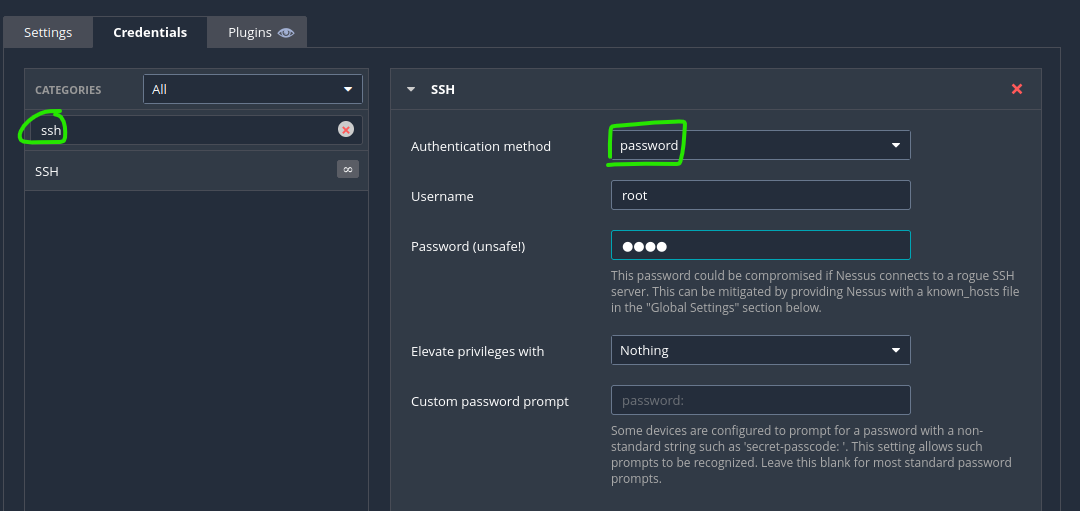 Settings
Credentials
Plugins
CATEGORIES
All
ssh
SSH
∞
SSH
Authentication method
password
Username
root
Password (unsafe!)
●●●●
This password could be compromised if Nessus connects to a rogue SSH
server. This can be mitigated by providing Nessus with a known_hosts file
in the "Global Settings" section below.
Elevate privileges with
Nothing
Custom password prompt
password:
Some devices are configured to prompt for a password with a non-
standard string such as 'secret-passcode: '. This setting allows such
prompts to be recognized. Leave this blank for most standard password
prompts.